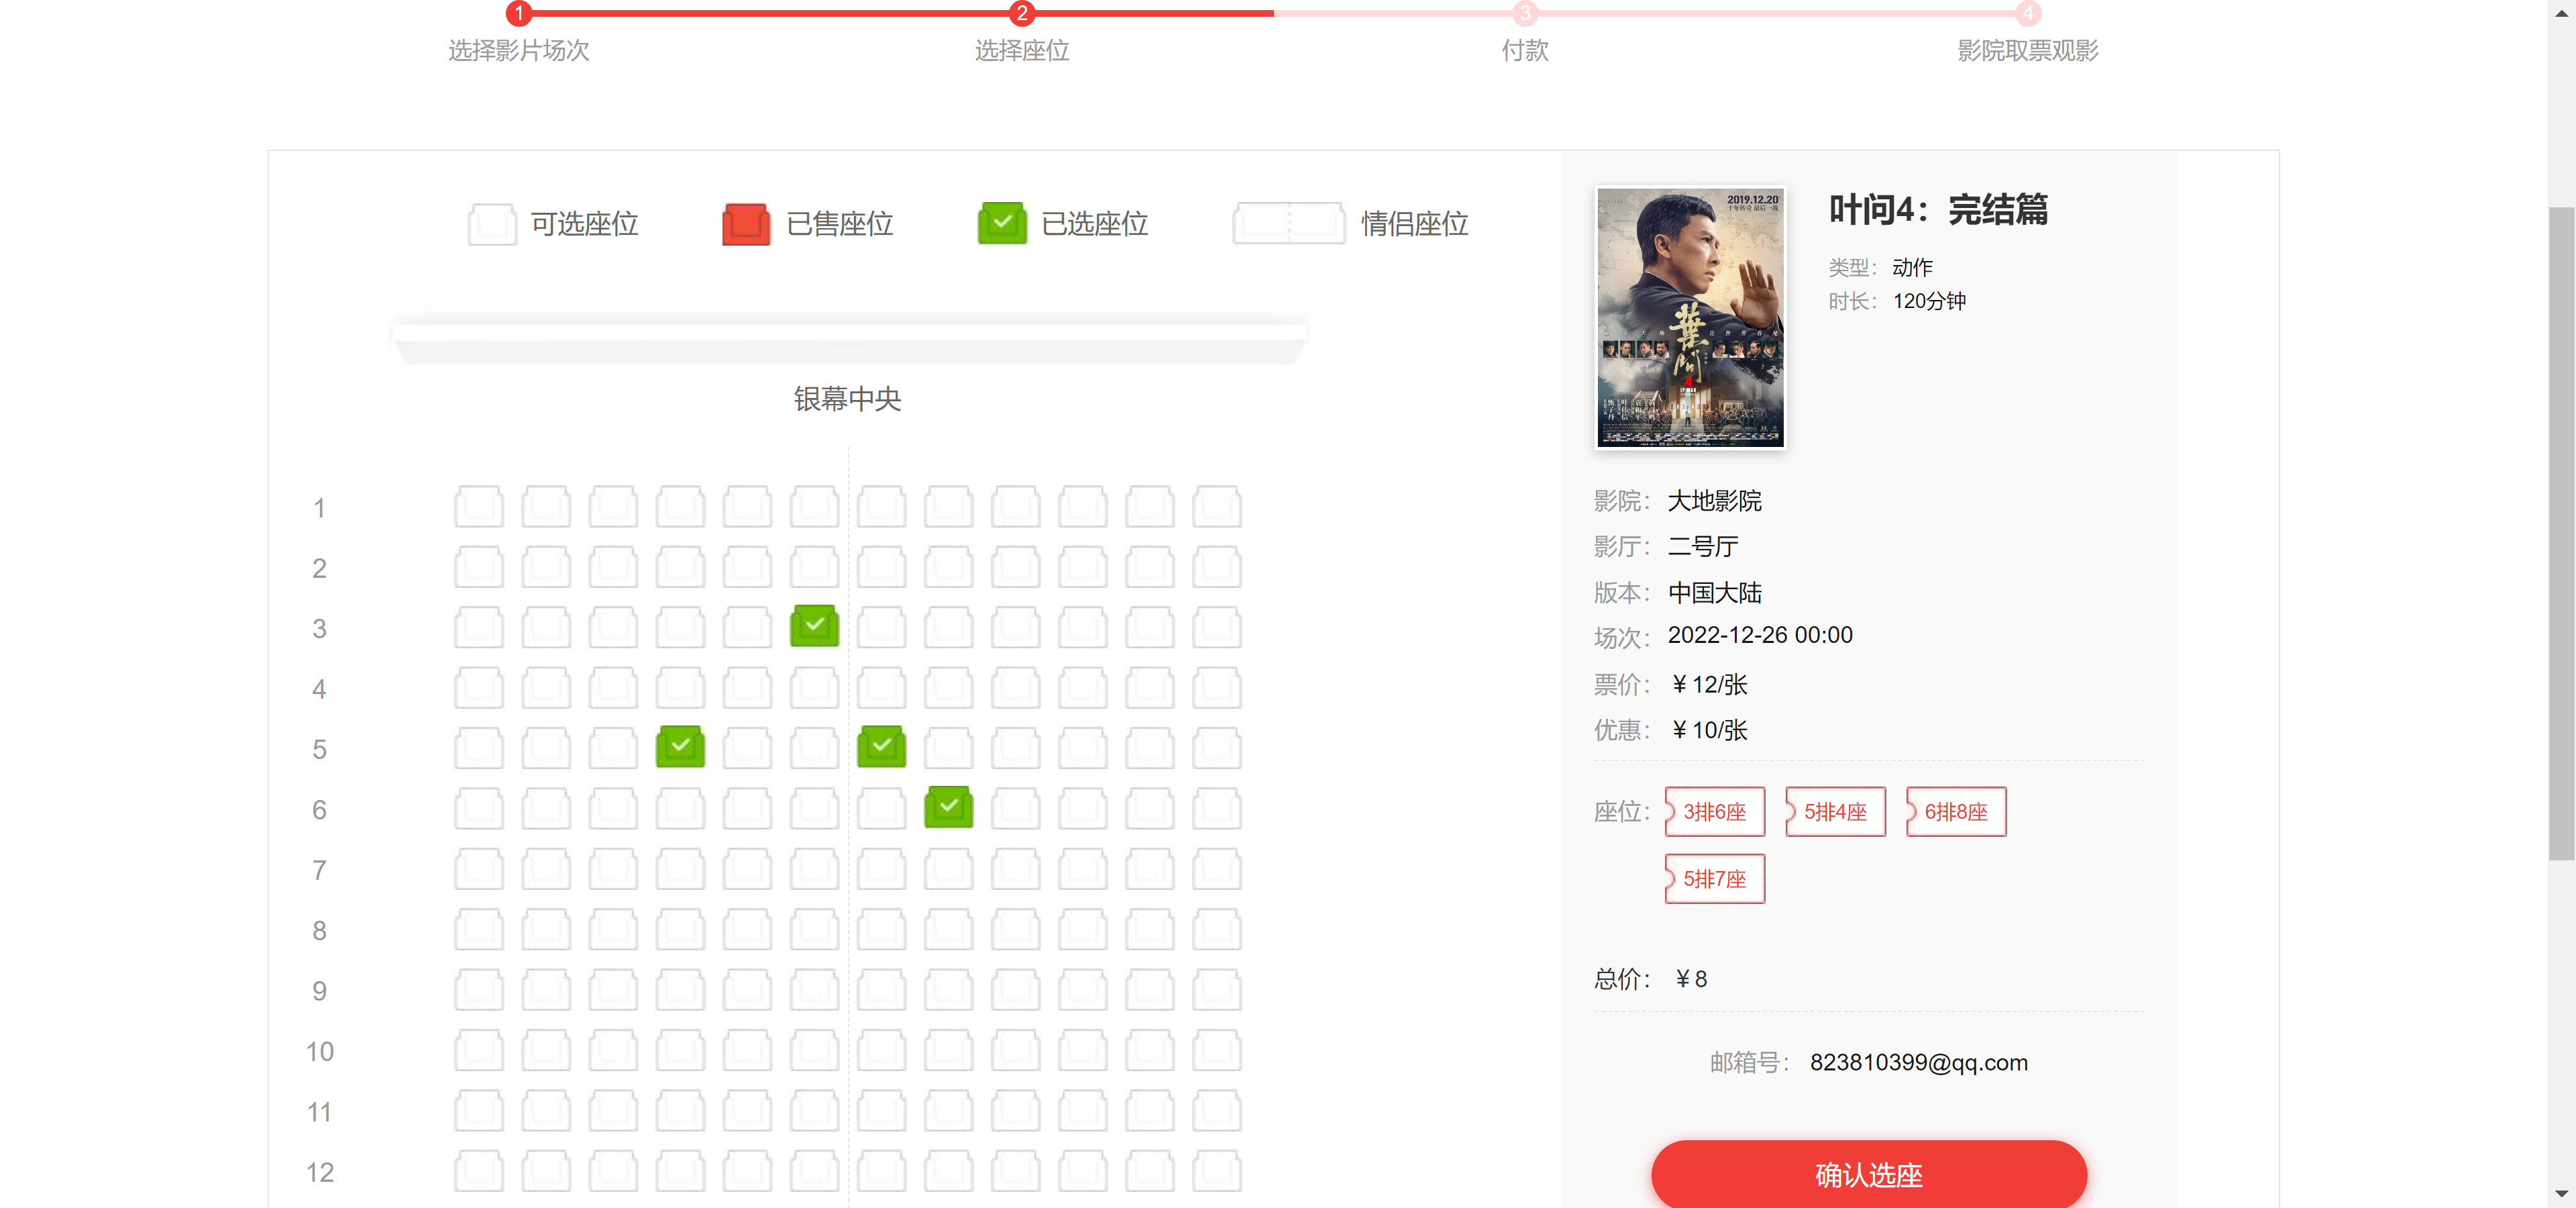 1 2 3 4
选择影片场次 选择座位 付款 影院取票观影
可选座位 已售座位 已选座位 情侣座位
银幕中央
1
2
3
4
5
6
7
8
9
10
11
12
2019.12.20
葉問
4
叶问4：完结篇
类型： 动作
时长： 120分钟
影院： 大地影院
影厅： 二号厅
版本： 中国大陆
场次： 2022-12-26 00:00
票价： ￥12/张
优惠： ￥10/张
座位： 3排6座 5排4座 6排8座
5排7座
总价： ￥8
邮箱号： 823810399@qq.com
确认选座